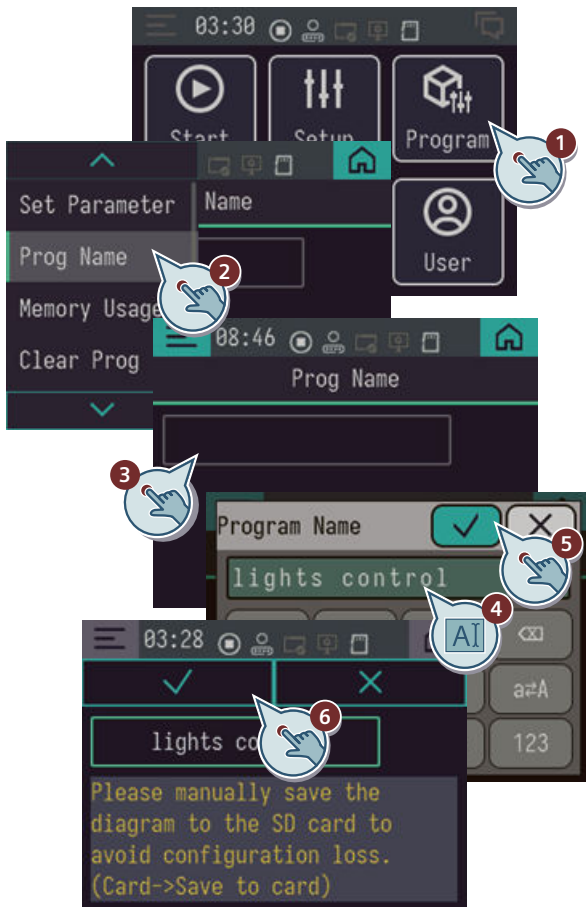 03:30
Start Setup Program
1
Set Parameter
Name
Prog Name
2
User
Memory Usage
Clear Prog
08:46
Prog Name
3
Program Name
5
lights control
4
AI
03:28
a⇄A
6
lights co
123
Please manually save the
diagram to the SD card to
avoid configuration loss.
(Card->Save to card)